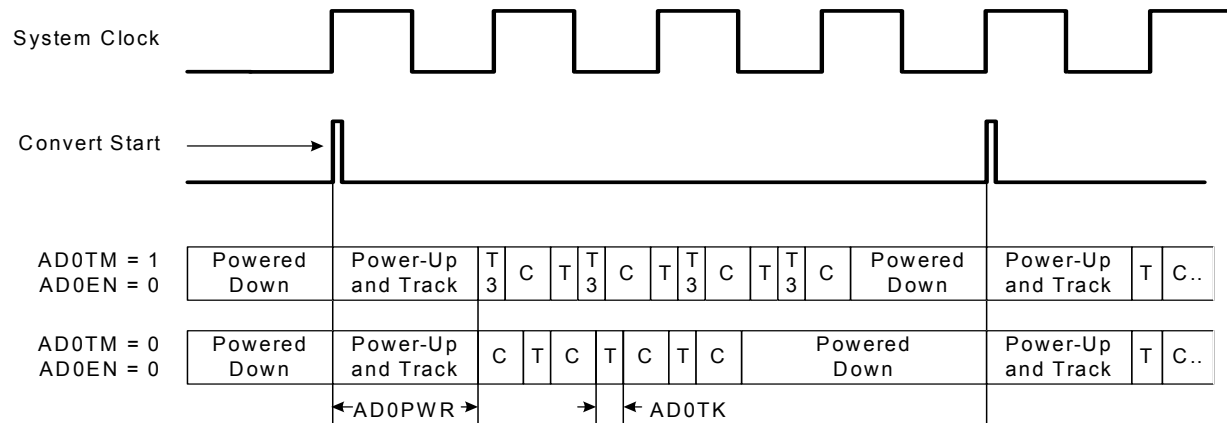 System Clock
Convert Start
AD0TM = 1
AD0EN = 0
Powered
Down
Power-Up
and Track
T
3
C
T
T
3
C
T
T
3
C
T
T
3
C
Powered
Down
Power-Up
and Track
T
C..
AD0TM = 0
AD0EN = 0
Powered
Down
Power-Up
and Track
C
T
C
T
C
T
C
Powered
Down
Power-Up
and Track
T
C..
AD0PWR
AD0TK